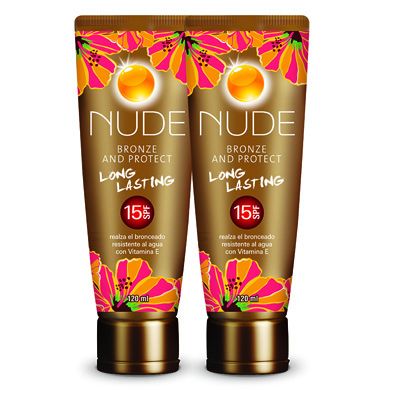 NUDE
BRONZE
AND PROTECT
LONG
LASTING
15 SPF
realza el bronceado
resistente al agua
con Vitamina E
120 ml
NUDE
BRONZE
AND PROTECT
LONG
LASTING
15 SPF
realza el bronceado
resistente al agua
con Vitamina E
120 ml